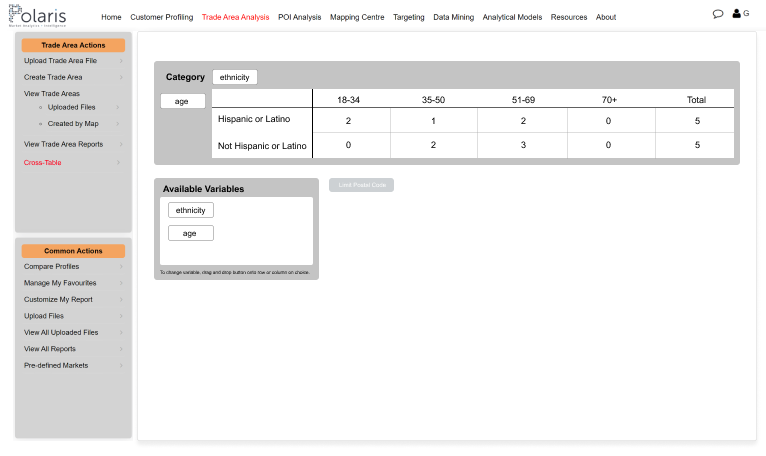 Polaris
Market Analytics | Intelligence
Home Customer Profiling Trade Area Analysis POI Analysis Mapping Centre Targeting Data Mining Analytical Models Resources About G
Trade Area Actions
Upload Trade Area File
Create Trade Area
View Trade Areas
Uploaded Files
Created by Map
View Trade Area Reports
Cross-Table
Common Actions
Compare Profiles
Manage My Favourites
Customize My Report
Upload Files
View All Uploaded Files
View All Reports
Pre-defined Markets
Category ethnicity
age 18-34 35-50 51-69 70+ Total
Hispanic or Latino 2 1 2 0 5
Not Hispanic or Latino 0 2 3 0 5
Available Variables
ethnicity
age
To change variable, drag and drop button onto row or column on choice.
Limit Postal Code